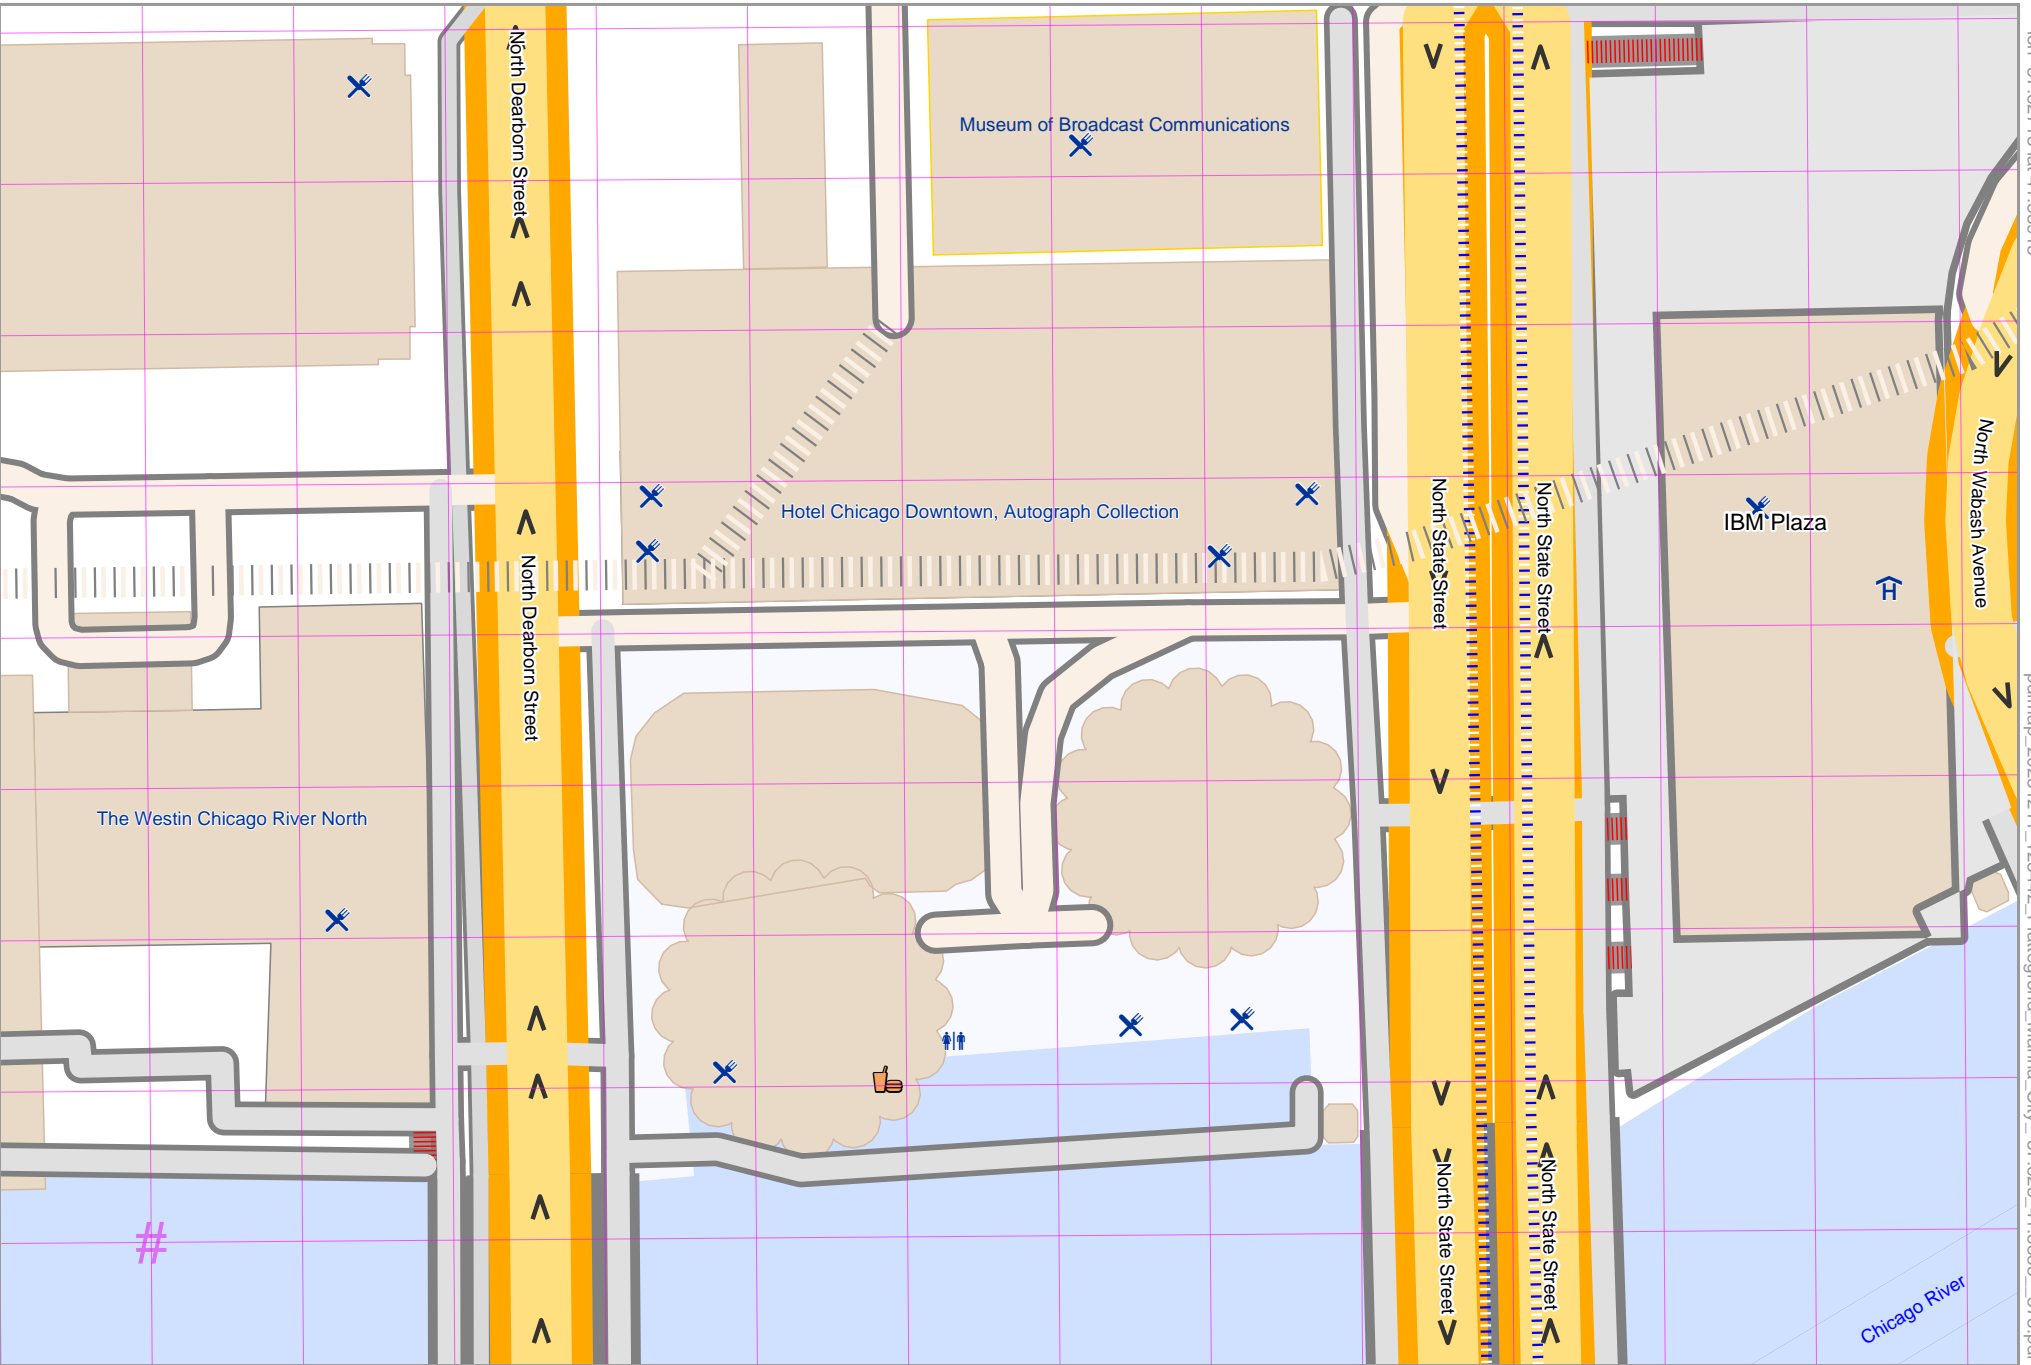 North Dearborn Street
Museum of Broadcast Communications
Hotel Chicago Downtown, Autograph Collection
North State Street
North State Street
IBM Plaza
North Wabash Avenue
H
North Dearborn Street
The Westin Chicago River North
#
North State Street
North State Street
Chicago River